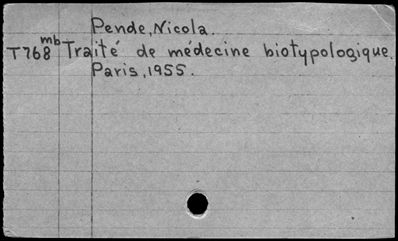 Pende, Nicola.
T768 mb Traité de médecine biotypologique.
Paris, 1955.